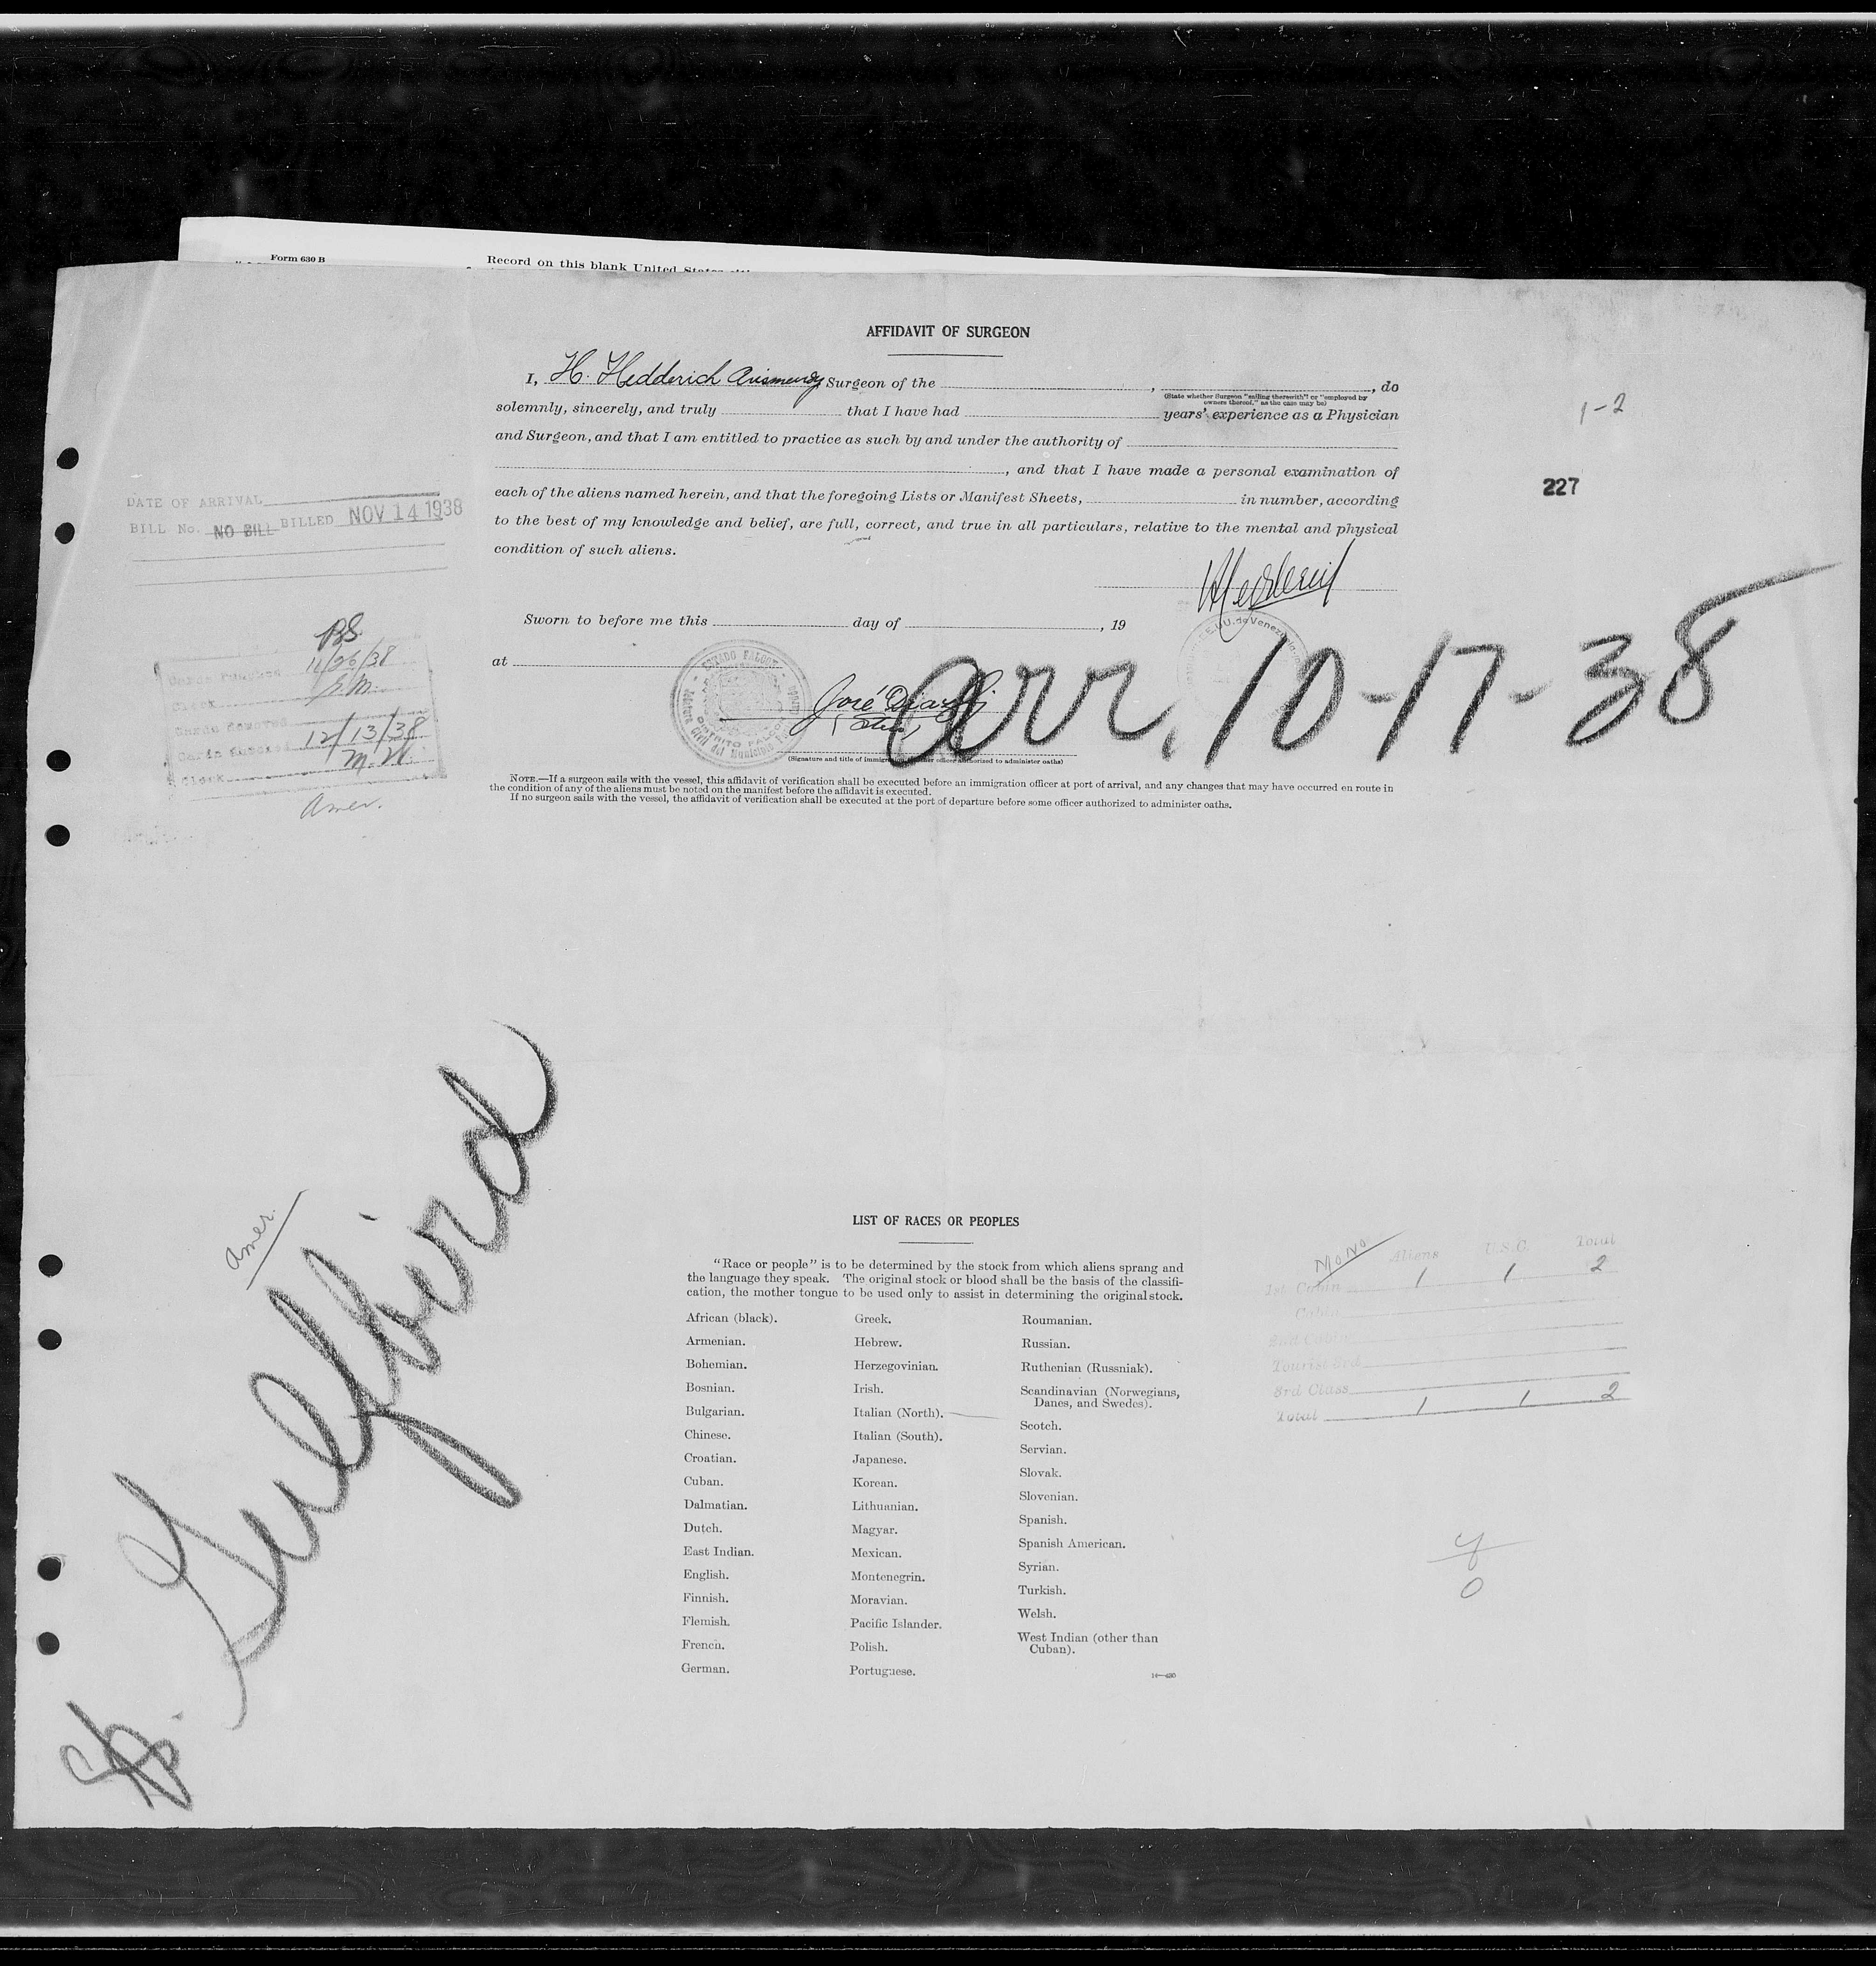 Form 630 B
Record on this blank United States
AFFIDAVIT OF SURGEON
I, H. Hedderich Arismendy Surgeon of the , , do
(State whether Surgeon "sailing therewith" or "employed by
owners thereof," as the case may be)
solemnly, sincerely, and truly that I have had years' experience as a Physician
and Surgeon, and that I am entitled to practice as such by and under the authority of
, and that I have made a personal examination of
each of the aliens named herein, and that the foregoing Lists or Manifest Sheets, in number, according
to the best of my knowledge and belief, are full, correct, and true in all particulars, relative to the mental and physical
condition of such aliens.
1-2
227
DATE OF ARRIVAL
BILL No. NO BILL BILLED NOV 14 1938
Sworn to before me this day of , 19
at
ESTADO FALCON
DISTRITO FALCON
EE.UU. de Venezuela
José
arr. 10-17-38
(Signature and title of immigration or other officer authorized to administer oaths)
11/26/38
Clerk
12/13/38
Clerk
Amer.
NOTE.—If a surgeon sails with the vessel, this affidavit of verification shall be executed before an immigration officer at port of arrival, and any changes that may have occurred en route in
the condition of any of the aliens must be noted on the manifest before the affidavit is executed.
If no surgeon sails with the vessel, the affidavit of verification shall be executed at the port of departure before some officer authorized to administer oaths.
Amer.
Gulfbird
LIST OF RACES OR PEOPLES
"Race or people" is to be determined by the stock from which aliens sprang and
the language they speak. The original stock or blood shall be the basis of the classifi-
cation, the mother tongue to be used only to assist in determining the original stock.
African (black).
Armenian.
Bohemian.
Bosnian.
Bulgarian.
Chinese.
Croatian.
Cuban.
Dalmatian.
Dutch.
East Indian.
English.
Finnish.
Flemish.
French.
German.
Greek.
Hebrew.
Herzegovinian.
Irish.
Italian (North).
Italian (South).
Japanese.
Korean.
Lithuanian.
Magyar.
Mexican.
Montenegrin.
Moravian.
Pacific Islander.
Polish.
Portuguese.
Roumanian.
Russian.
Ruthenian (Russniak).
Scandinavian (Norwegians,
Danes, and Swedes).
Scotch.
Servian.
Slovak.
Slovenian.
Spanish.
Spanish American.
Syrian.
Turkish.
Welsh.
West Indian (other than
Cuban).
Aliens U.S.C. Total
1st Cabin 1 1 2
Cabin
2nd Cabin
Tourist 3rd
3rd Class
Total 1 1 2
0